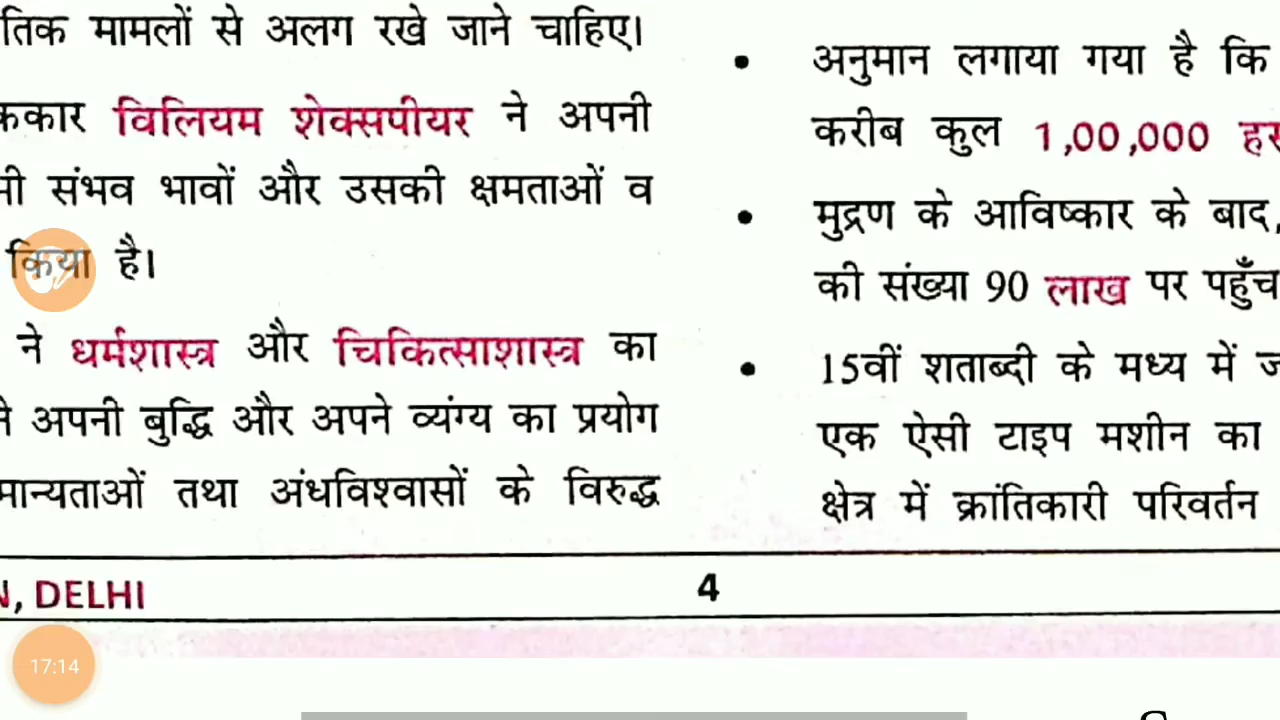 तिक मामलों से अलग रखे जाने चाहिए।
ककार विलियम शेक्सपीयर ने अपनी
संभव भावों और उसकी क्षमताओं व
किया है।
ने धर्मशास्त्र और चिकित्साशास्त्र का
अपनी बुद्धि और अपने व्यंग्य का प्रयोग
मान्यताओं तथा अंधविश्वासों के विरुद्ध
• अनुमान लगाया गया है कि
करीब कुल 1,00,000 हस
• मुद्रण के आविष्कार के बाद,
की संख्या 90 लाख पर पहुँच
• 15वीं शताब्दी के मध्य में
एक ऐसी टाइप मशीन का
क्षेत्र में क्रांतिकारी परिवर्तन
, DELHI
4
17:14